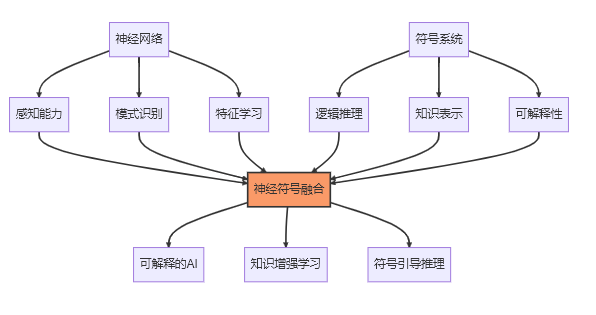 神经网络
符号系统
感知能力
模式识别
特征学习
逻辑推理
知识表示
可解释性
神经符号融合
可解释的AI
知识增强学习
符号引导推理